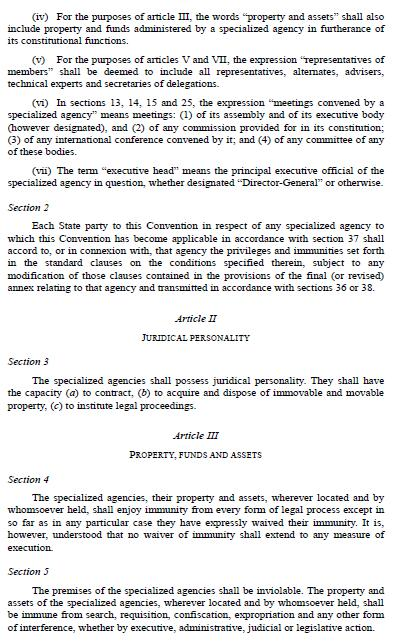 (iv) For the purposes of article III, the words “property and assets” shall also
include property and funds administered by a specialized agency in furtherance of
its constitutional functions.
(v) For the purposes of articles V and VII, the expression “representatives of
members” shall be deemed to include all representatives, alternates, advisers,
technical experts and secretaries of delegations.
(vi) In sections 13, 14, 15 and 25, the expression “meetings convened by a
specialized agency” means meetings: (1) of its assembly and of its executive body
(however designated), and (2) of any commission provided for in its constitution;
(3) of any international conference convened by it; and (4) of any committee of any
of these bodies.
(vii) The term “executive head” means the principal executive official of the
specialized agency in question, whether designated “Director-General” or otherwise.
Section 2
Each State party to this Convention in respect of any specialized agency to
which this Convention has become applicable in accordance with section 37 shall
accord to, or in connexion with, that agency the privileges and immunities set forth
in the standard clauses on the conditions specified therein, subject to any
modification of those clauses contained in the provisions of the final (or revised)
annex relating to that agency and transmitted in accordance with sections 36 or 38.
Article II
JURIDICAL PERSONALITY
Section 3
The specialized agencies shall possess juridical personality. They shall have
the capacity (a) to contract, (b) to acquire and dispose of immovable and movable
property, (c) to institute legal proceedings.
Article III
PROPERTY, FUNDS AND ASSETS
Section 4
The specialized agencies, their property and assets, wherever located and by
whomsoever held, shall enjoy immunity from every form of legal process except in
so far as in any particular case they have expressly waived their immunity. It is,
however, understood that no waiver of immunity shall extend to any measure of
execution.
Section 5
The premises of the specialized agencies shall be inviolable. The property and
assets of the specialized agencies, wherever located and by whomsoever held, shall
be immune from search, requisition, confiscation, expropriation and any other form
of interference, whether by executive, administrative, judicial or legislative action.